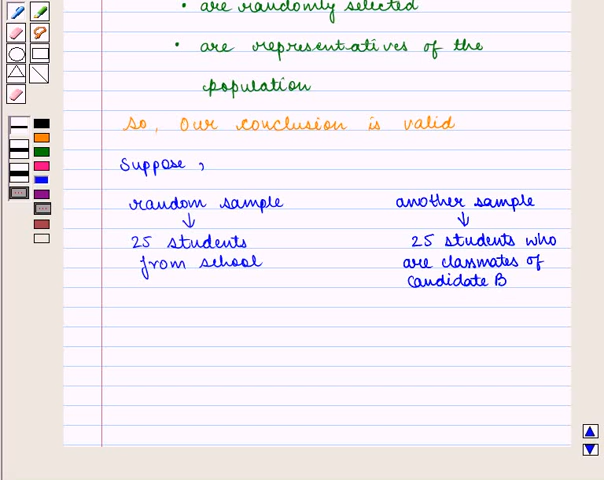 • are randomly selected
• are representatives of the
population
So, Our conclusion is valid
Suppose,
random sample
↓
25 students
from school
another sample
↓
25 students who
are classmates of
Candidate B